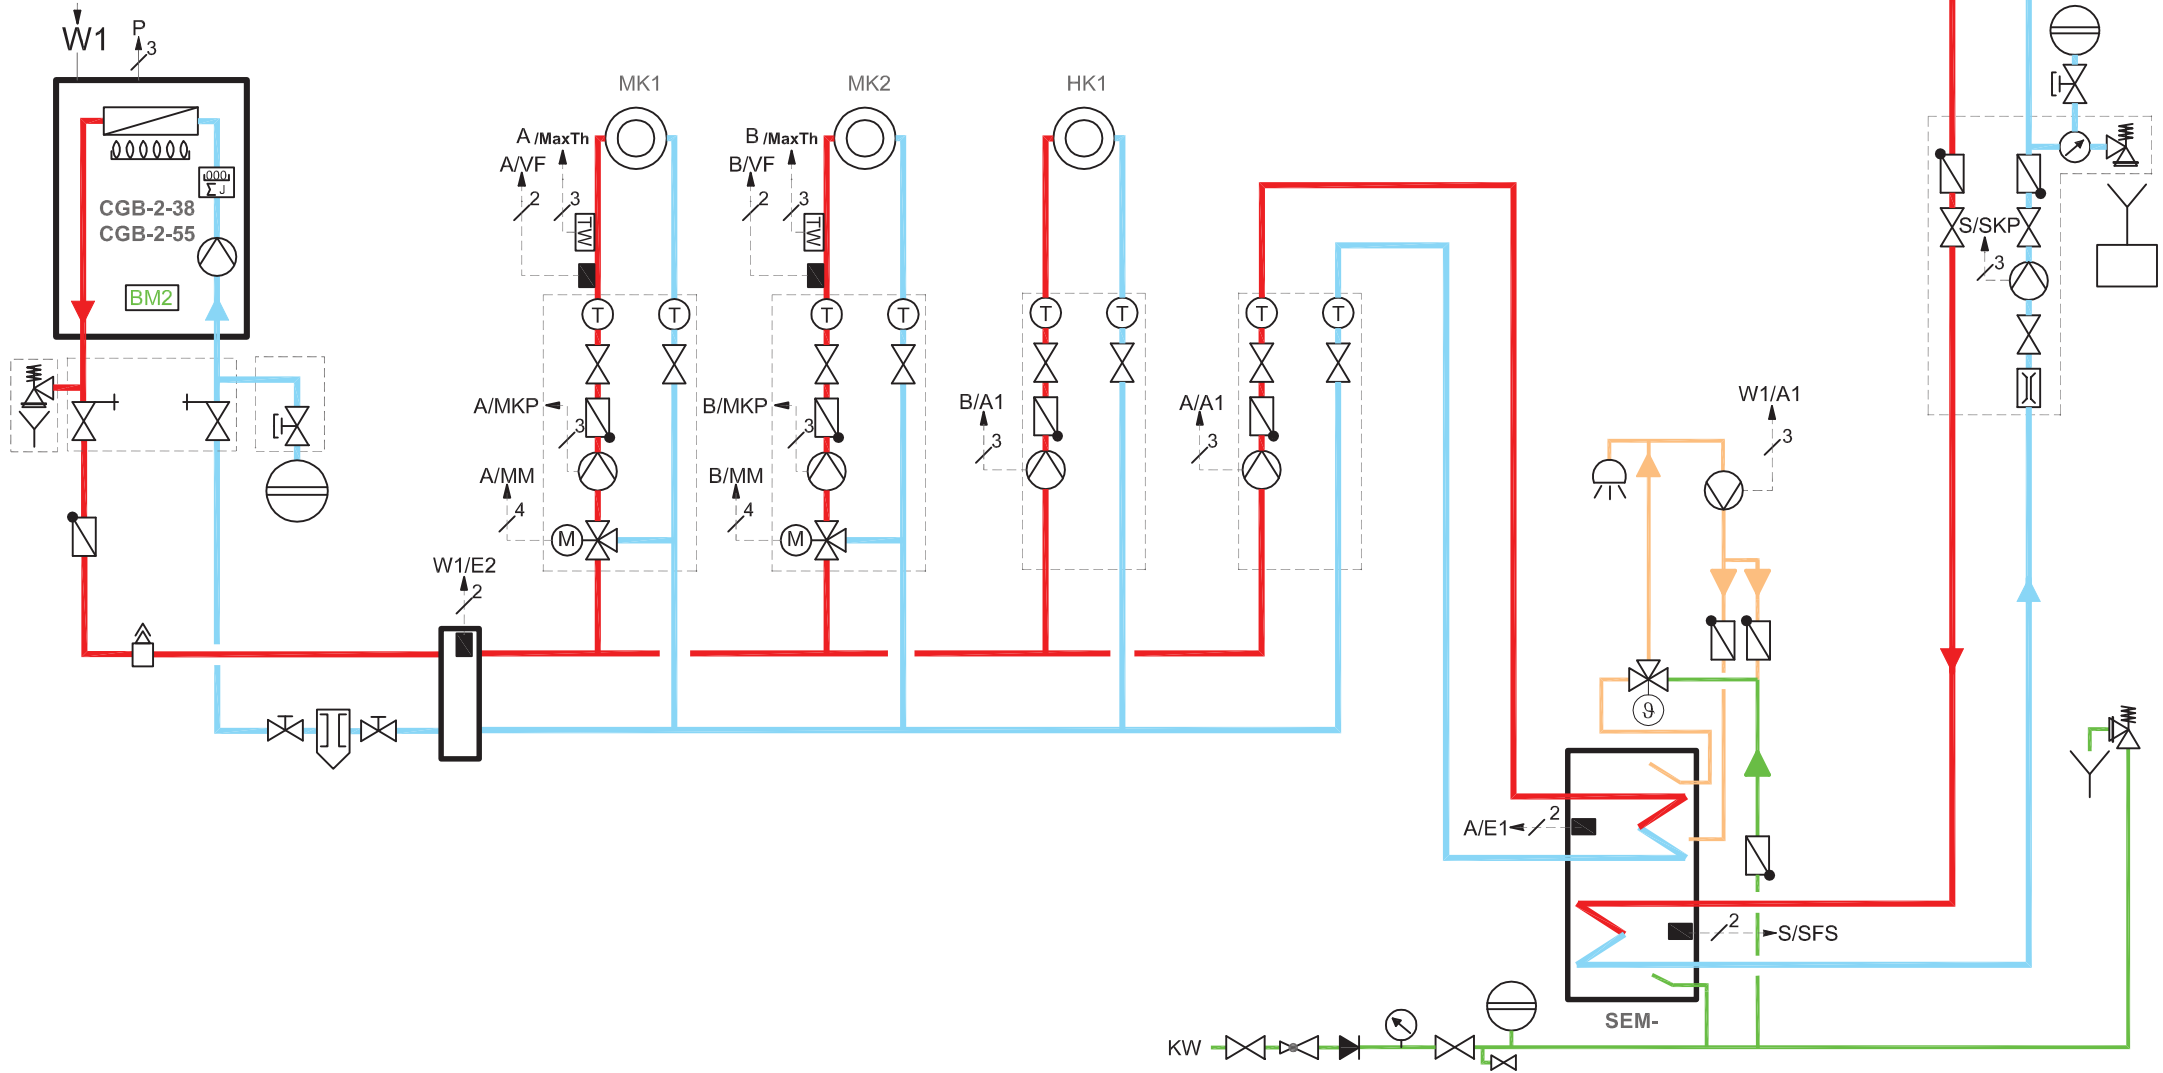 W1
P
3
MK1
MK2
HK1
A /MaxTh
A/VF
2
3
TW
B /MaxTh
B/VF
2
3
TW
000
Σ J
CGB-2-38
CGB-2-55
BM2
S/SKP
3
T
T
T
T
T
T
T
T
A/MKP
3
B/MKP
3
B/A1
3
A/A1
3
W1/A1
3
A/MM
4
M
B/MM
4
M
W1/E2
2
ϑ
A/E1
2
2
S/SFS
SEM-
KW